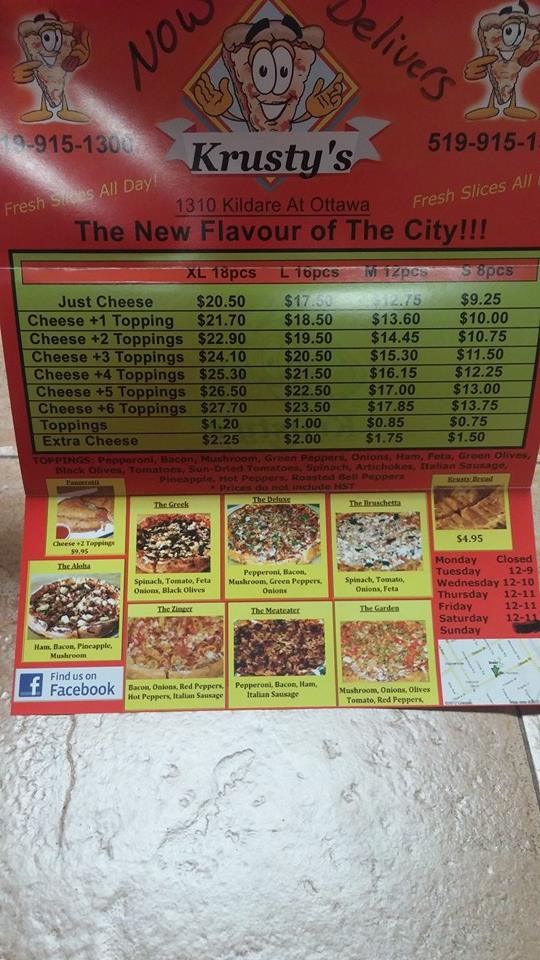 Now Delivers
19-915-1300
Krusty's
519-915-1
Fresh Slices All Day!
1310 Kildare At Ottawa
Fresh Slices All
The New Flavour of The City!!!
XL 18pcs L 16pcs M 12pcs S 8pcs
Just Cheese $20.50 $17.50 $12.75 $9.25
Cheese +1 Topping $21.70 $18.50 $13.60 $10.00
Cheese +2 Toppings $22.90 $19.50 $14.45 $10.75
Cheese +3 Toppings $24.10 $20.50 $15.30 $11.50
Cheese +4 Toppings $25.30 $21.50 $16.15 $12.25
Cheese +5 Toppings $26.50 $22.50 $17.00 $13.00
Cheese +6 Toppings $27.70 $23.50 $17.85 $13.75
Toppings $1.20 $1.00 $0.85 $0.75
Extra Cheese $2.25 $2.00 $1.75 $1.50
TOPPINGS: Pepperoni, Bacon, Mushroom, Green Peppers, Onions, Ham, Feta, Green Olives,
Black Olives, Tomatoes, Sun-Dried Tomatoes, Spinach, Artichokes, Italian Sausage,
Pineapple, Hot Peppers, Roasted Bell Peppers
* Prices do not include HST
Panzerotti
Cheese +2 Toppings
$9.95
The Greek
Spinach, Tomato, Feta
Onions, Black Olives
The Deluxe
Pepperoni, Bacon,
Mushroom, Green Peppers,
Onions
The Bruschetta
Spinach, Tomato,
Onions, Feta
Krusty Bread
$4.95
The Aloha
Ham, Bacon, Pineapple,
Mushroom
The Zinger
Bacon, Onions, Red Peppers,
Hot Peppers, Italian Sausage
The Meateater
Pepperoni, Bacon, Ham,
Italian Sausage
The Garden
Mushroom, Onions, Olives
Tomato, Red Peppers,
Monday Closed
Tuesday 12-9
Wednesday 12-10
Thursday 12-11
Friday 12-11
Saturday 12-11
Sunday
f Find us on
Facebook